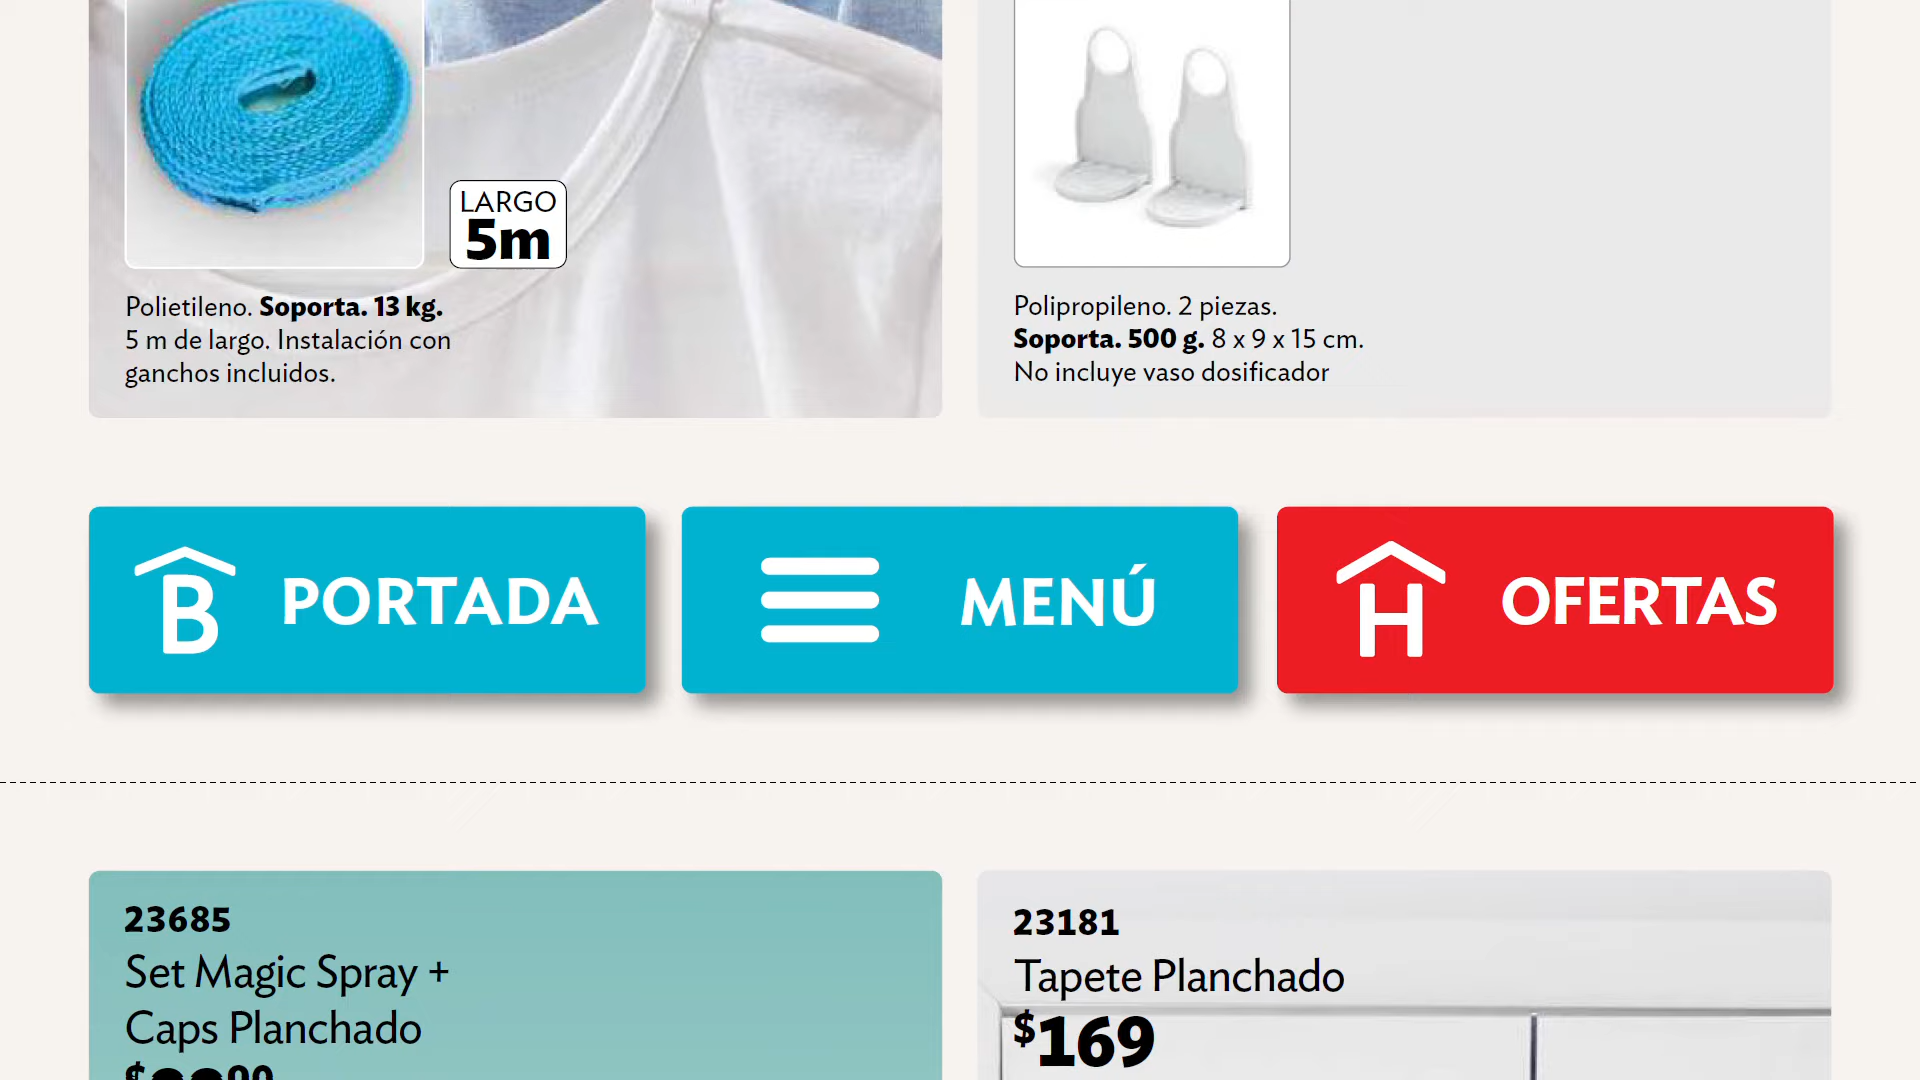 LARGO
5m
Polietileno. Soporta. 13 kg.
5 m de largo. Instalación con
ganchos incluidos.
Polipropileno. 2 piezas.
Soporta. 500 g. 8 x 9 x 15 cm.
No incluye vaso dosificador
B PORTADA
MENÚ
H OFERTAS
23685
Set Magic Spray +
Caps Planchado
23181
Tapete Planchado
$169